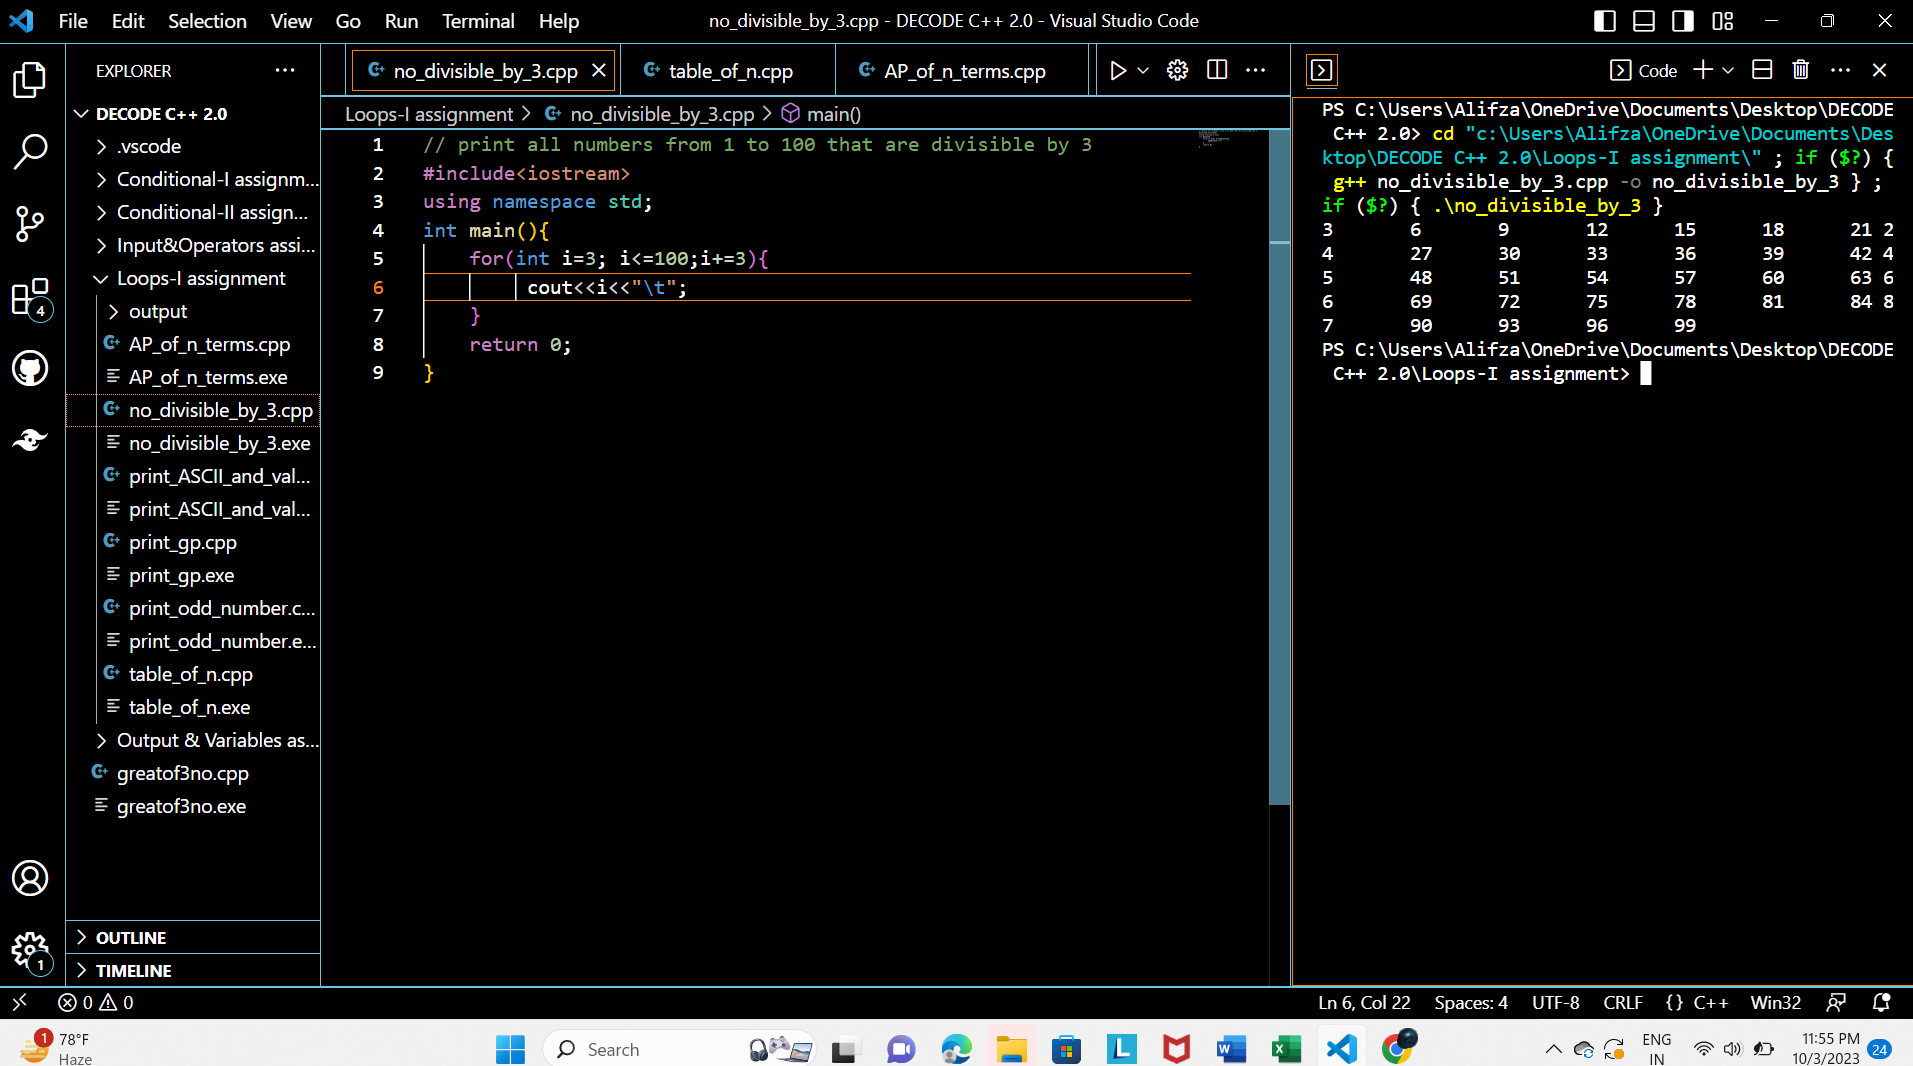 File Edit Selection View Go Run Terminal Help
no_divisible_by_3.cpp - DECODE C++ 2.0 - Visual Studio Code
EXPLORER
DECODE C++ 2.0
.vscode
Conditional-I assignm...
Conditional-II assign...
Input&Operators assi...
Loops-I assignment
output
AP_of_n_terms.cpp
AP_of_n_terms.exe
no_divisible_by_3.cpp
no_divisible_by_3.exe
print_ASCII_and_val...
print_ASCII_and_val...
print_gp.cpp
print_gp.exe
print_odd_number.c...
print_odd_number.e...
table_of_n.cpp
table_of_n.exe
Output & Variables as...
greatof3no.cpp
greatof3no.exe
OUTLINE
TIMELINE
4
1
no_divisible_by_3.cpp
table_of_n.cpp
AP_of_n_terms.cpp
Loops-I assignment > no_divisible_by_3.cpp > main()
1 // print all numbers from 1 to 100 that are divisible by 3
2 #include<iostream>
3 using namespace std;
4 int main(){
5 for(int i=3; i<=100;i+=3){
6 cout<<i<<"\t";
7 }
8 return 0;
9 }
Code
PS C:\Users\Alifza\OneDrive\Documents\Desktop\DECODE
C++ 2.0> cd "c:\Users\Alifza\OneDrive\Documents\Des
ktop\DECODE C++ 2.0\Loops-I assignment\" ; if ($?) {
g++ no_divisible_by_3.cpp -o no_divisible_by_3 } ;
if ($?) { .\no_divisible_by_3 }
3 6 9 12 15 18 21 2
4 27 30 33 36 39 42 4
5 48 51 54 57 60 63 6
6 69 72 75 78 81 84 8
7 90 93 96 99
PS C:\Users\Alifza\OneDrive\Documents\Desktop\DECODE
C++ 2.0\Loops-I assignment>
0 0
Ln 6, Col 22 Spaces: 4 UTF-8 CRLF {} C++ Win32
1
78°F
Haze
Search
L
W
X
ENG
IN
11:55 PM
10/3/2023
24